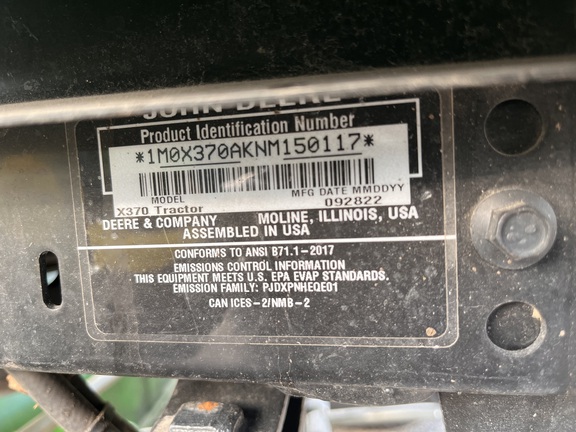 JOHN DEERE
Product Identification Number
*1M0X370AKNM150117*
MODEL MFG DATE MMDDYY
X370 Tractor 092822
DEERE & COMPANY MOLINE, ILLINOIS, USA
ASSEMBLED IN USA
CONFORMS TO ANSI B71.1-2017
EMISSIONS CONTROL INFORMATION
THIS EQUIPMENT MEETS U.S. EPA EVAP STANDARDS.
EMISSION FAMILY: PJDXPNHEQE01
CAN ICES-2/NMB-2